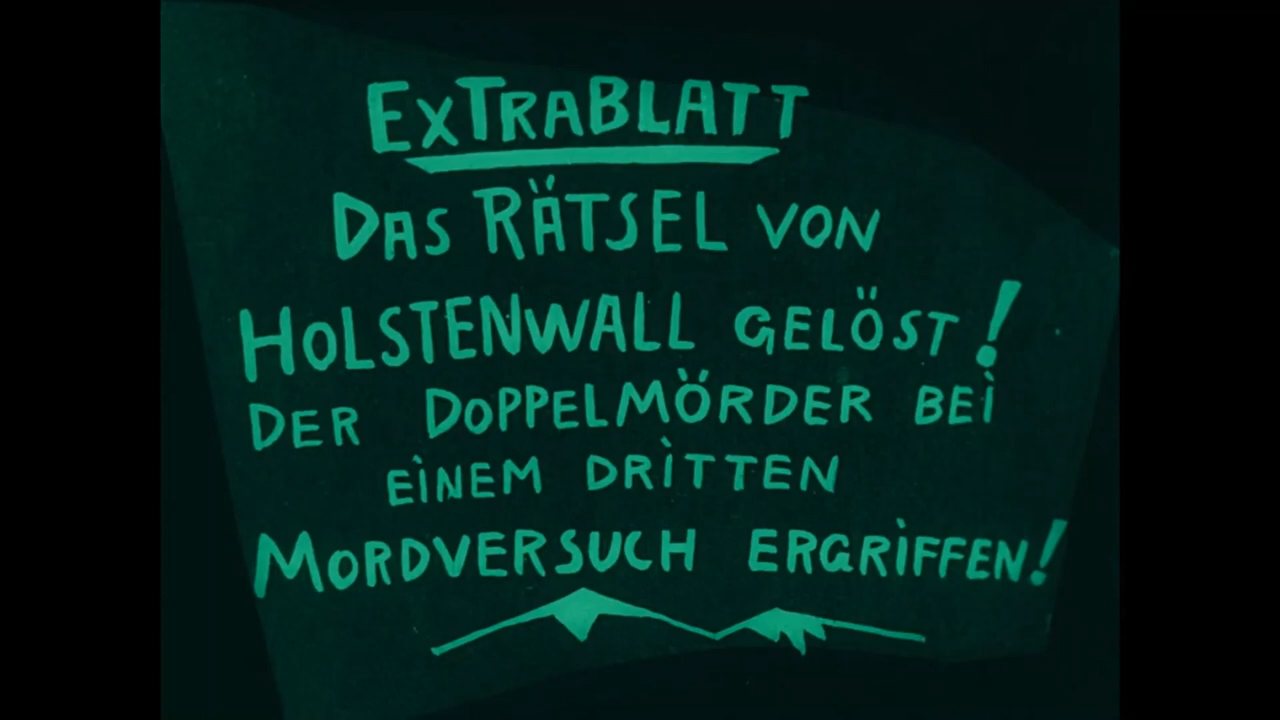 EXTRABLATT
DAS RÄTSEL VON
HOLSTENWALL GELÖST!
DER DOPPELMÖRDER BEI
EINEM DRITTEN
MORDVERSUCH ERGRIFFEN!